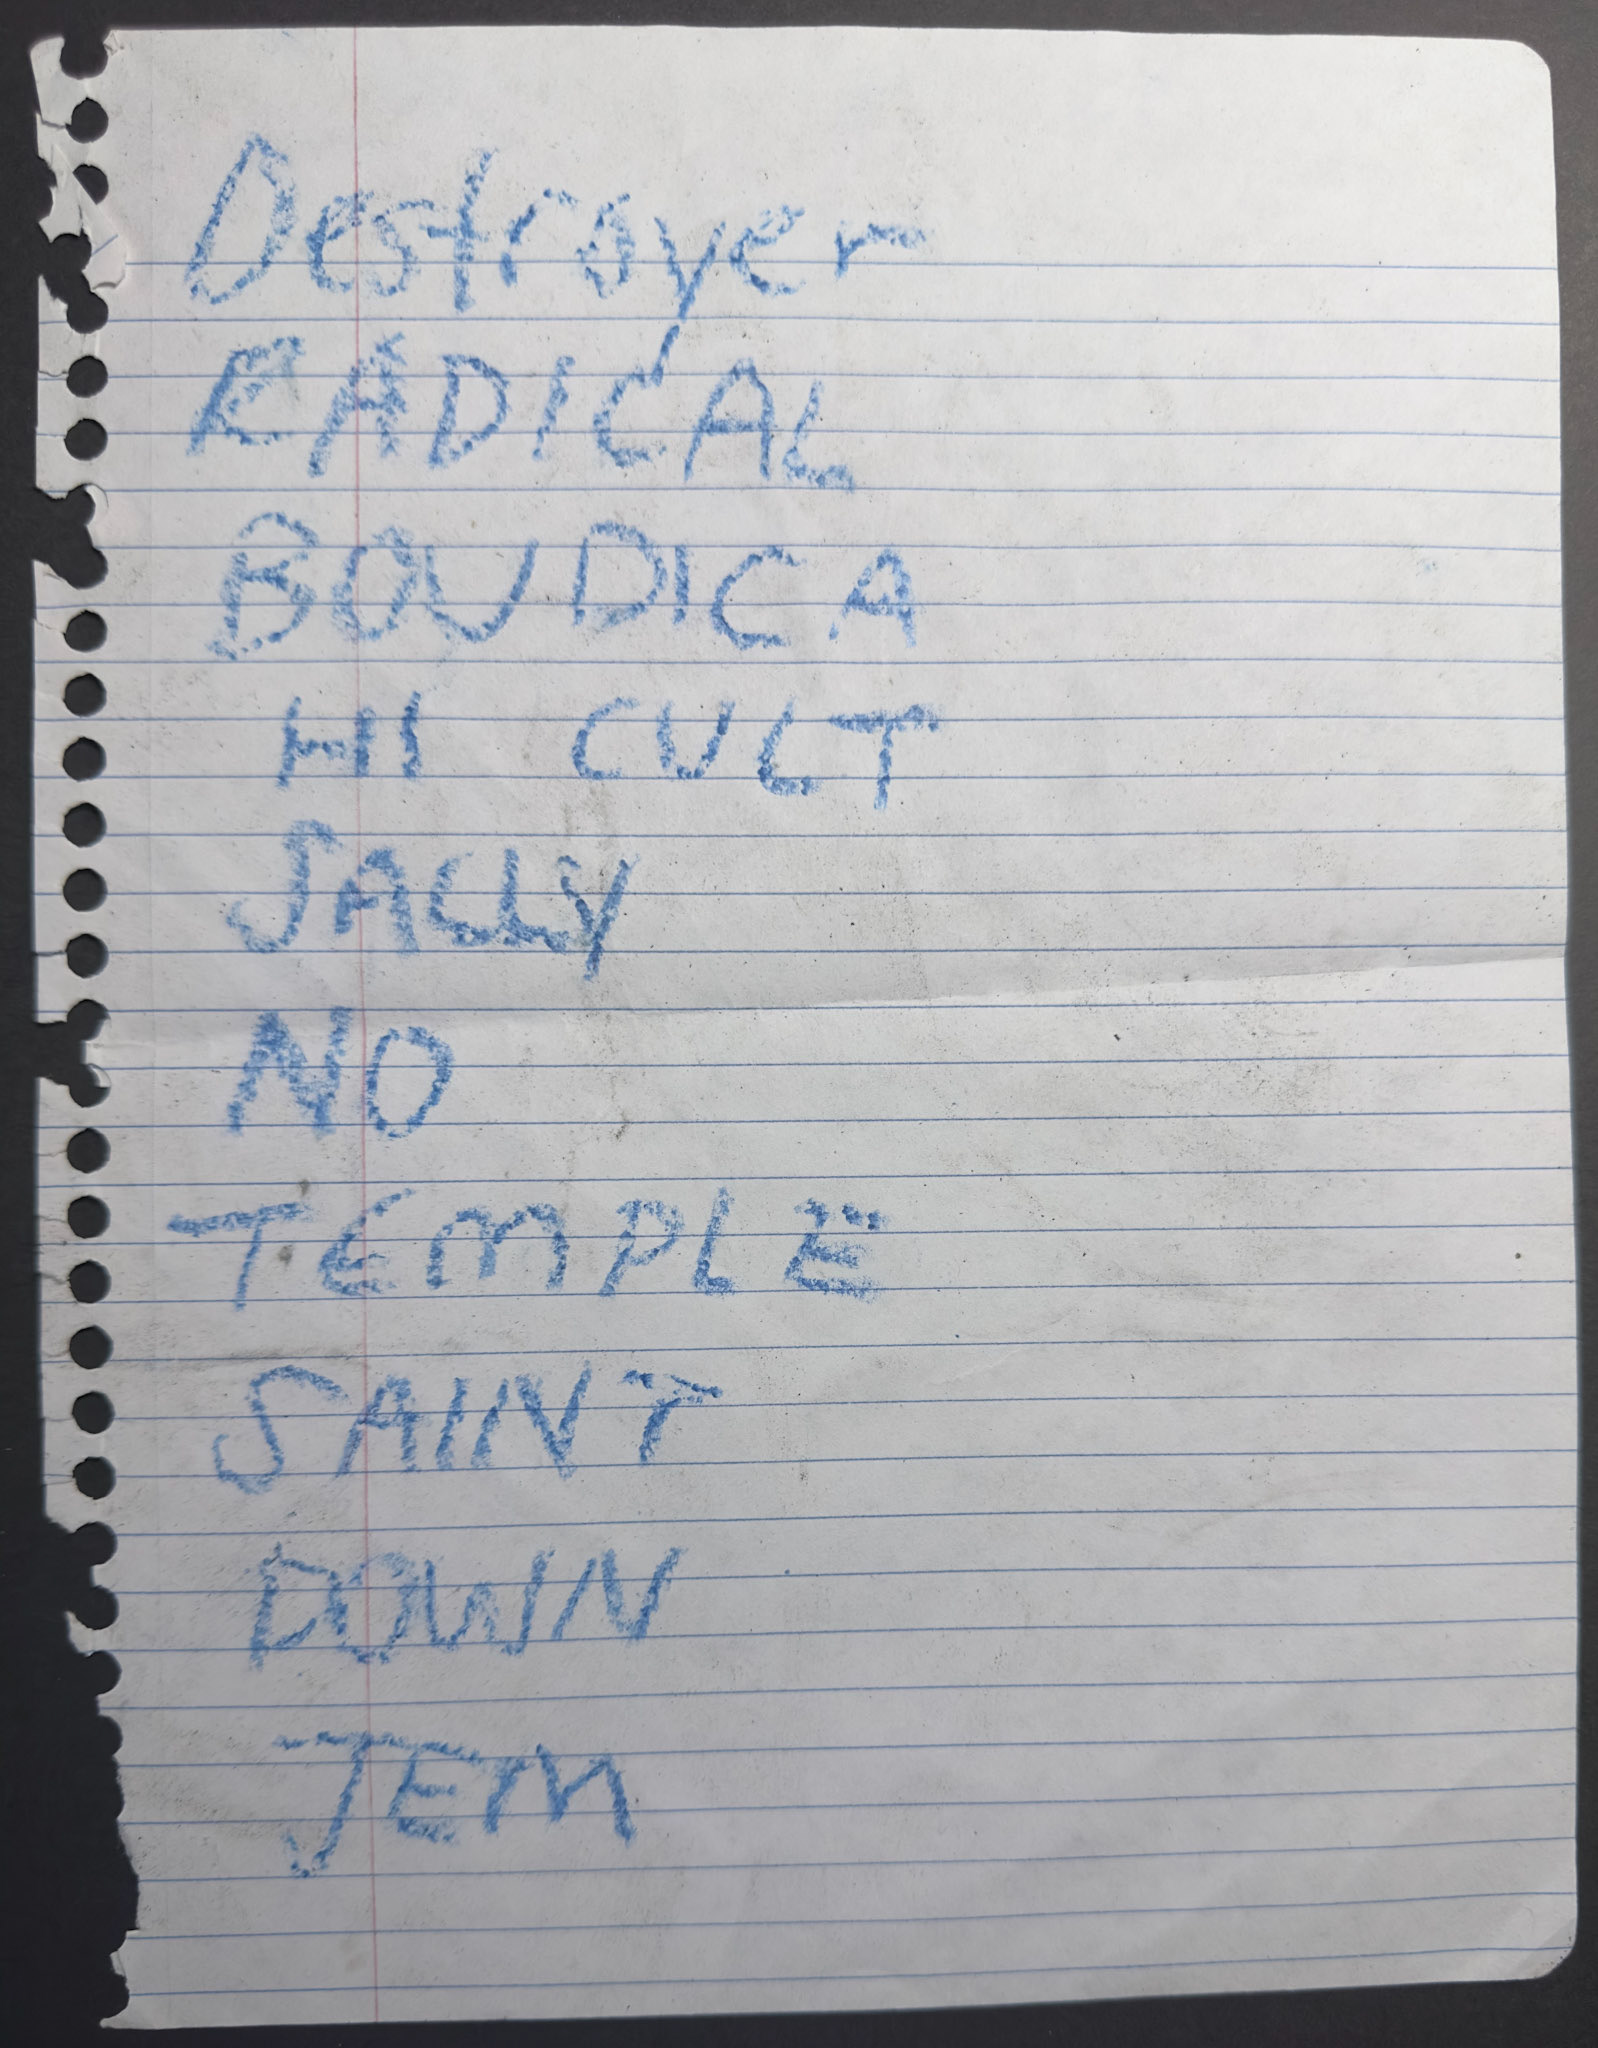 Destroyer
RADICAL
BOUDICA
HI CULT
SALLY
NO
TEMPLE
SAINT
DOWN
JEM